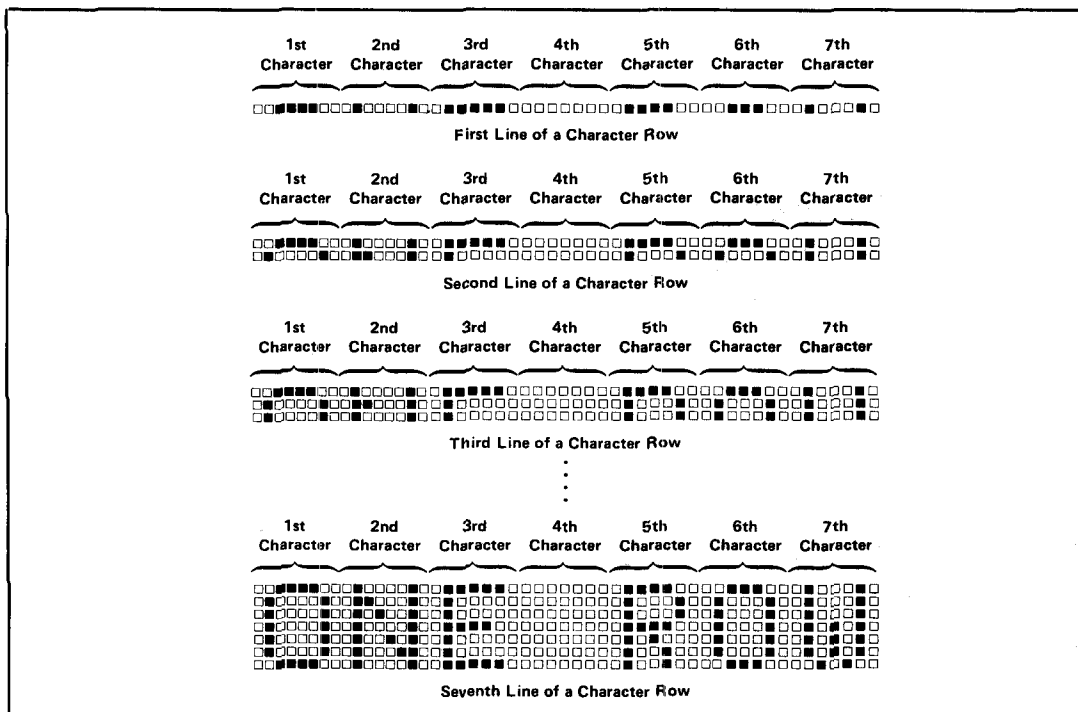 1st 2nd 3rd 4th 5th 6th 7th
Character Character Character Character Character Character Character
First Line of a Character Row
1st 2nd 3rd 4th 5th 6th 7th
Character Character Character Character Character Character Character
Second Line of a Character Row
1st 2nd 3rd 4th 5th 6th 7th
Character Character Character Character Character Character Character
Third Line of a Character Row
1st 2nd 3rd 4th 5th 6th 7th
Character Character Character Character Character Character Character
ONE ROW
Seventh Line of a Character Row